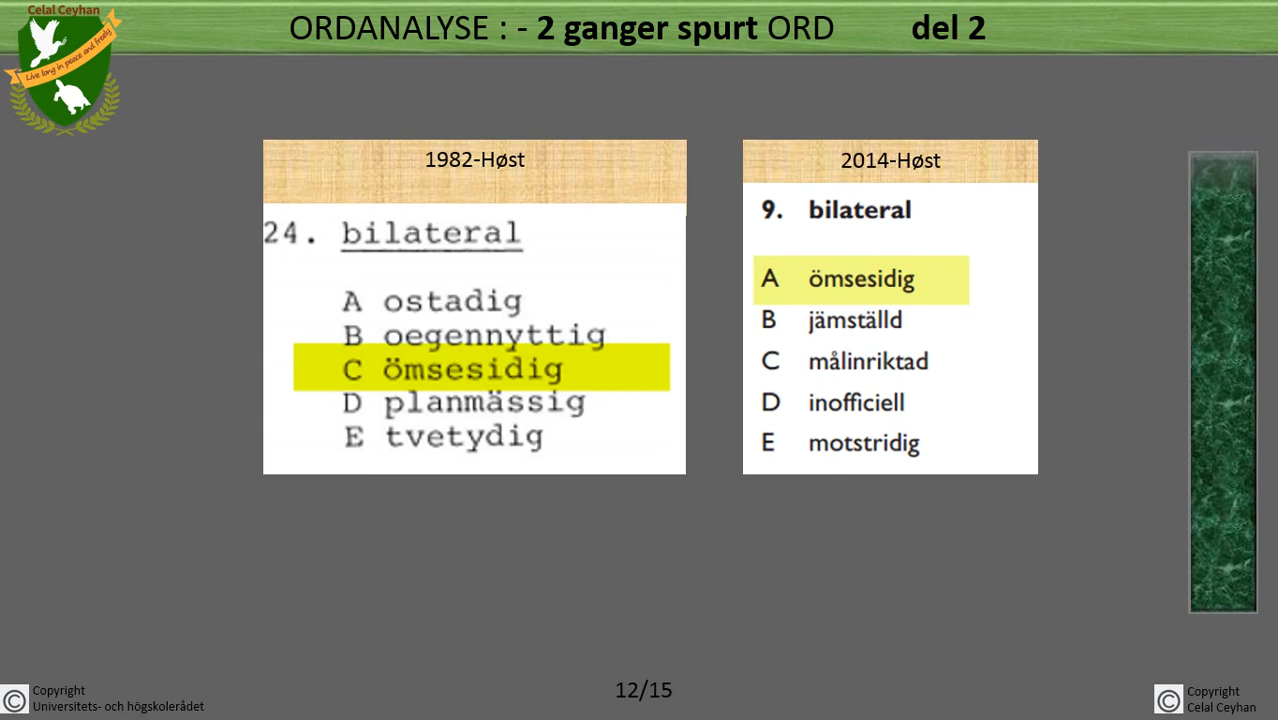 Celal Ceyhan
Live long in peace and freely
ORDANALYSE : - 2 ganger spurt ORD del 2
1982-Høst
24. bilateral
A ostadig
B oegennyttig
C ömsesidig
D planmässig
E tvetydig
2014-Høst
9. bilateral
A ömsesidig
B jämställd
C målinriktad
D inofficiell
E motstridig
© Copyright
Universitets- och högskolerådet
12/15
© Copyright
Celal Ceyhan